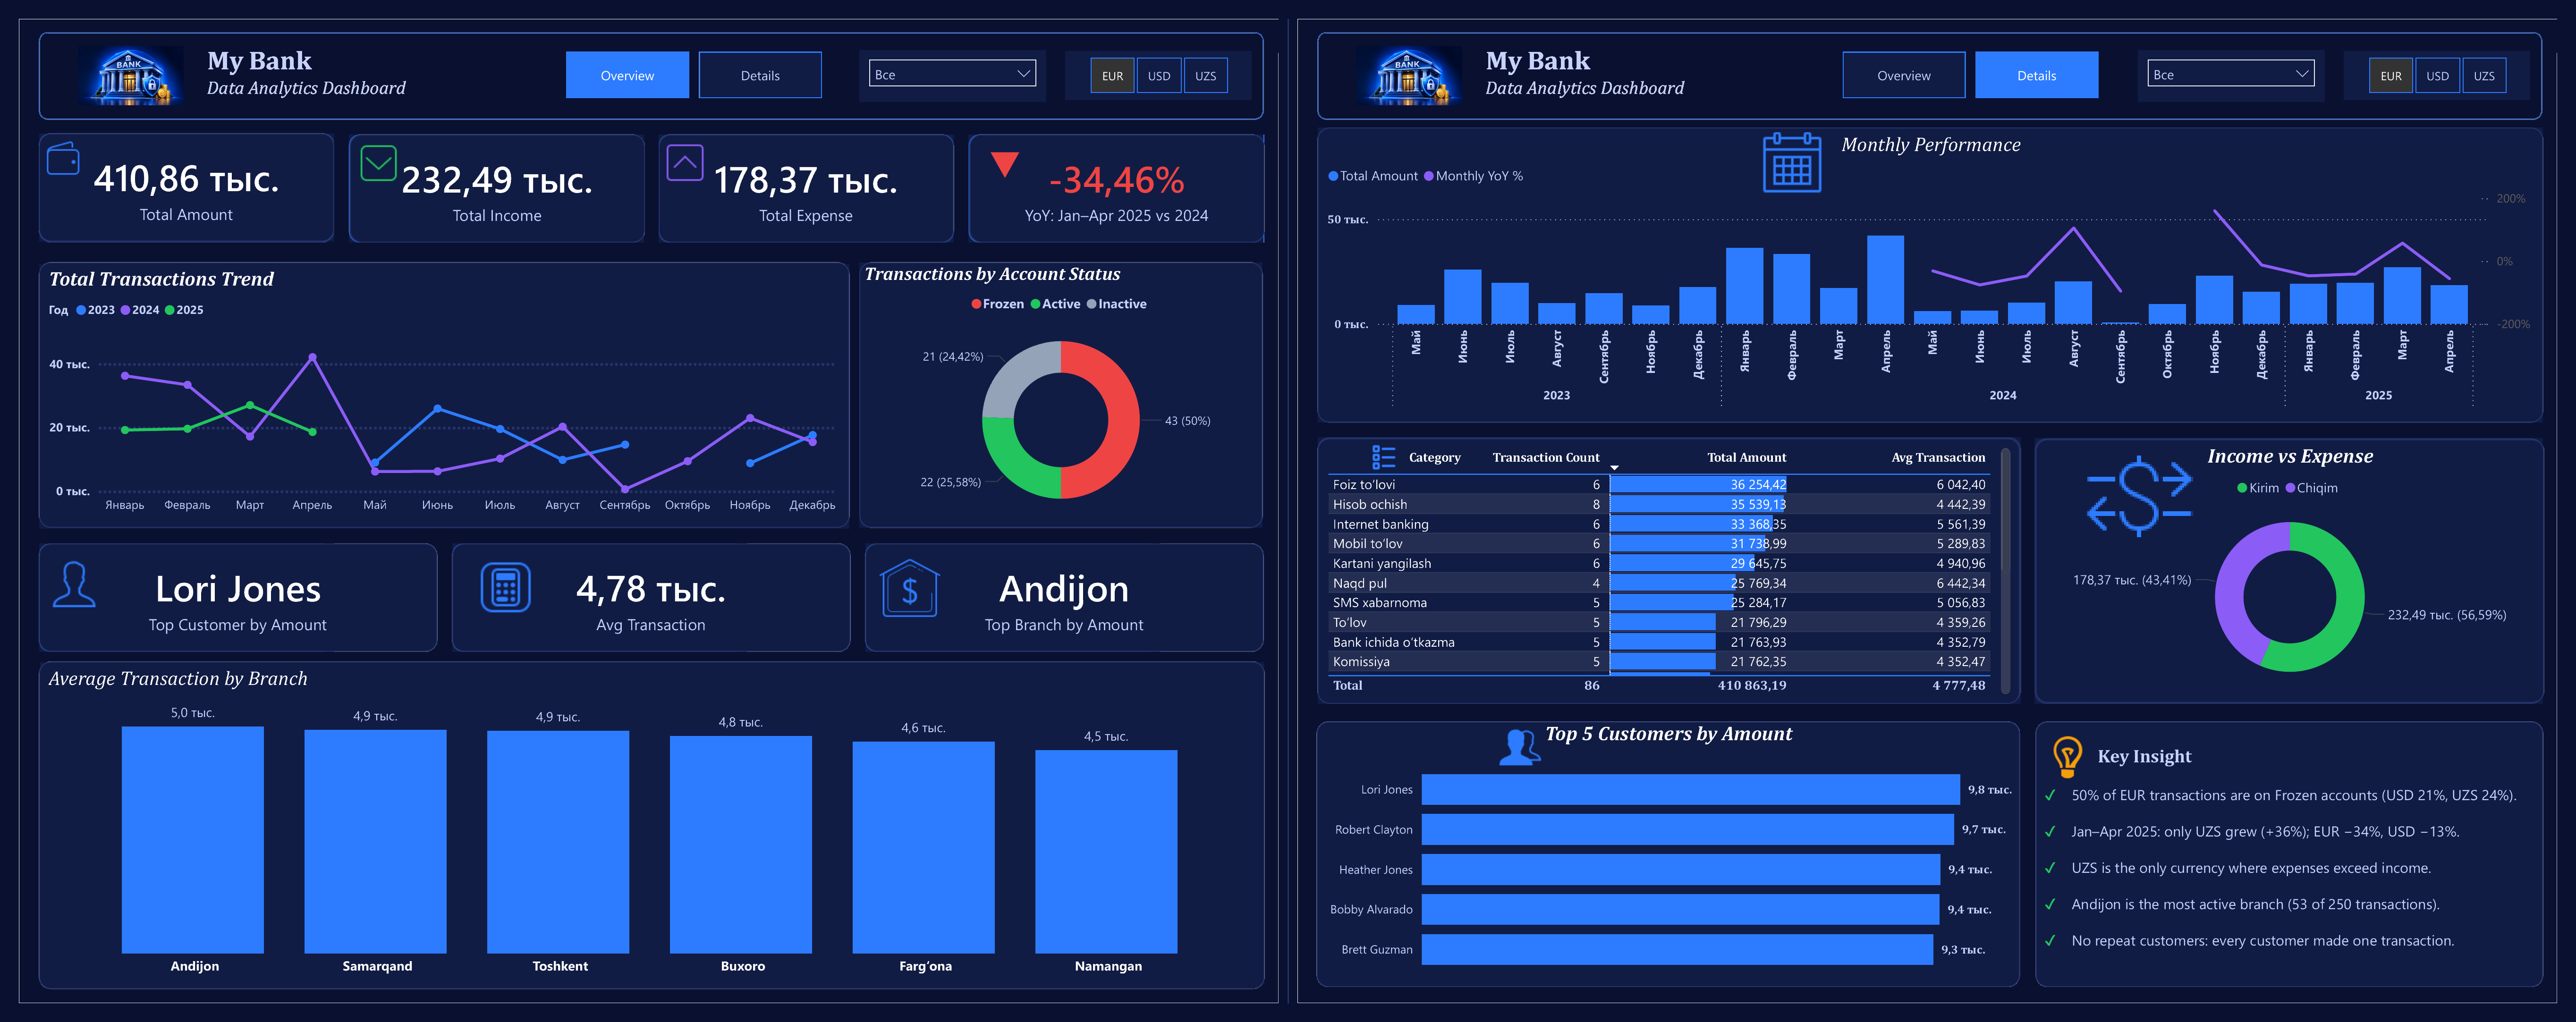 My Bank
Data Analytics Dashboard
BANK
Overview
Details
Все
EUR
USD
UZS
410,86 тыс.
Total Amount
232,49 тыс.
Total Income
178,37 тыс.
Total Expense
-34,46%
YoY: Jan–Apr 2025 vs 2024
Total Transactions Trend
Год 2023 2024 2025
40 тыс.
20 тыс.
0 тыс.
Январь Февраль Март Апрель Май Июнь Июль Август Сентябрь Октябрь Ноябрь Декабрь
Transactions by Account Status
Frozen Active Inactive
21 (24,42%)
43 (50%)
22 (25,58%)
Lori Jones
Top Customer by Amount
4,78 тыс.
Avg Transaction
Andijon
Top Branch by Amount
Average Transaction by Branch
5,0 тыс. 4,9 тыс. 4,9 тыс. 4,8 тыс. 4,6 тыс. 4,5 тыс.
Andijon Samarqand Toshkent Buxoro Farg‘ona Namangan
My Bank
Data Analytics Dashboard
BANK
Overview
Details
Все
EUR
USD
UZS
Monthly Performance
Total Amount Monthly YoY %
50 тыс.
0 тыс.
200%
0%
-200%
Май Июнь Июль Август Сентябрь Ноябрь Декабрь Январь Февраль Март Апрель Май Июнь Июль Август Сентябрь Октябрь Ноябрь Декабрь Январь Февраль Март Апрель
2023 2024 2025
Category Transaction Count Total Amount Avg Transaction
Foiz to‘lovi 6 36 254,42 6 042,40
Hisob ochish 8 35 539,13 4 442,39
Internet banking 6 33 368,35 5 561,39
Mobil to‘lov 6 31 738,99 5 289,83
Kartani yangilash 6 29 645,75 4 940,96
Naqd pul 4 25 769,34 6 442,34
SMS xabarnoma 5 25 284,17 5 056,83
To‘lov 5 21 796,29 4 359,26
Bank ichida o‘tkazma 5 21 763,93 4 352,79
Komissiya 5 21 762,35 4 352,47
Total 86 410 863,19 4 777,48
Income vs Expense
Kirim Chiqim
178,37 тыс. (43,41%)
232,49 тыс. (56,59%)
Top 5 Customers by Amount
Lori Jones 9,8 тыс.
Robert Clayton 9,7 тыс.
Heather Jones 9,4 тыс.
Bobby Alvarado 9,4 тыс.
Brett Guzman 9,3 тыс.
Key Insight
✓ 50% of EUR transactions are on Frozen accounts (USD 21%, UZS 24%).
✓ Jan–Apr 2025: only UZS grew (+36%); EUR −34%, USD −13%.
✓ UZS is the only currency where expenses exceed income.
✓ Andijon is the most active branch (53 of 250 transactions).
✓ No repeat customers: every customer made one transaction.